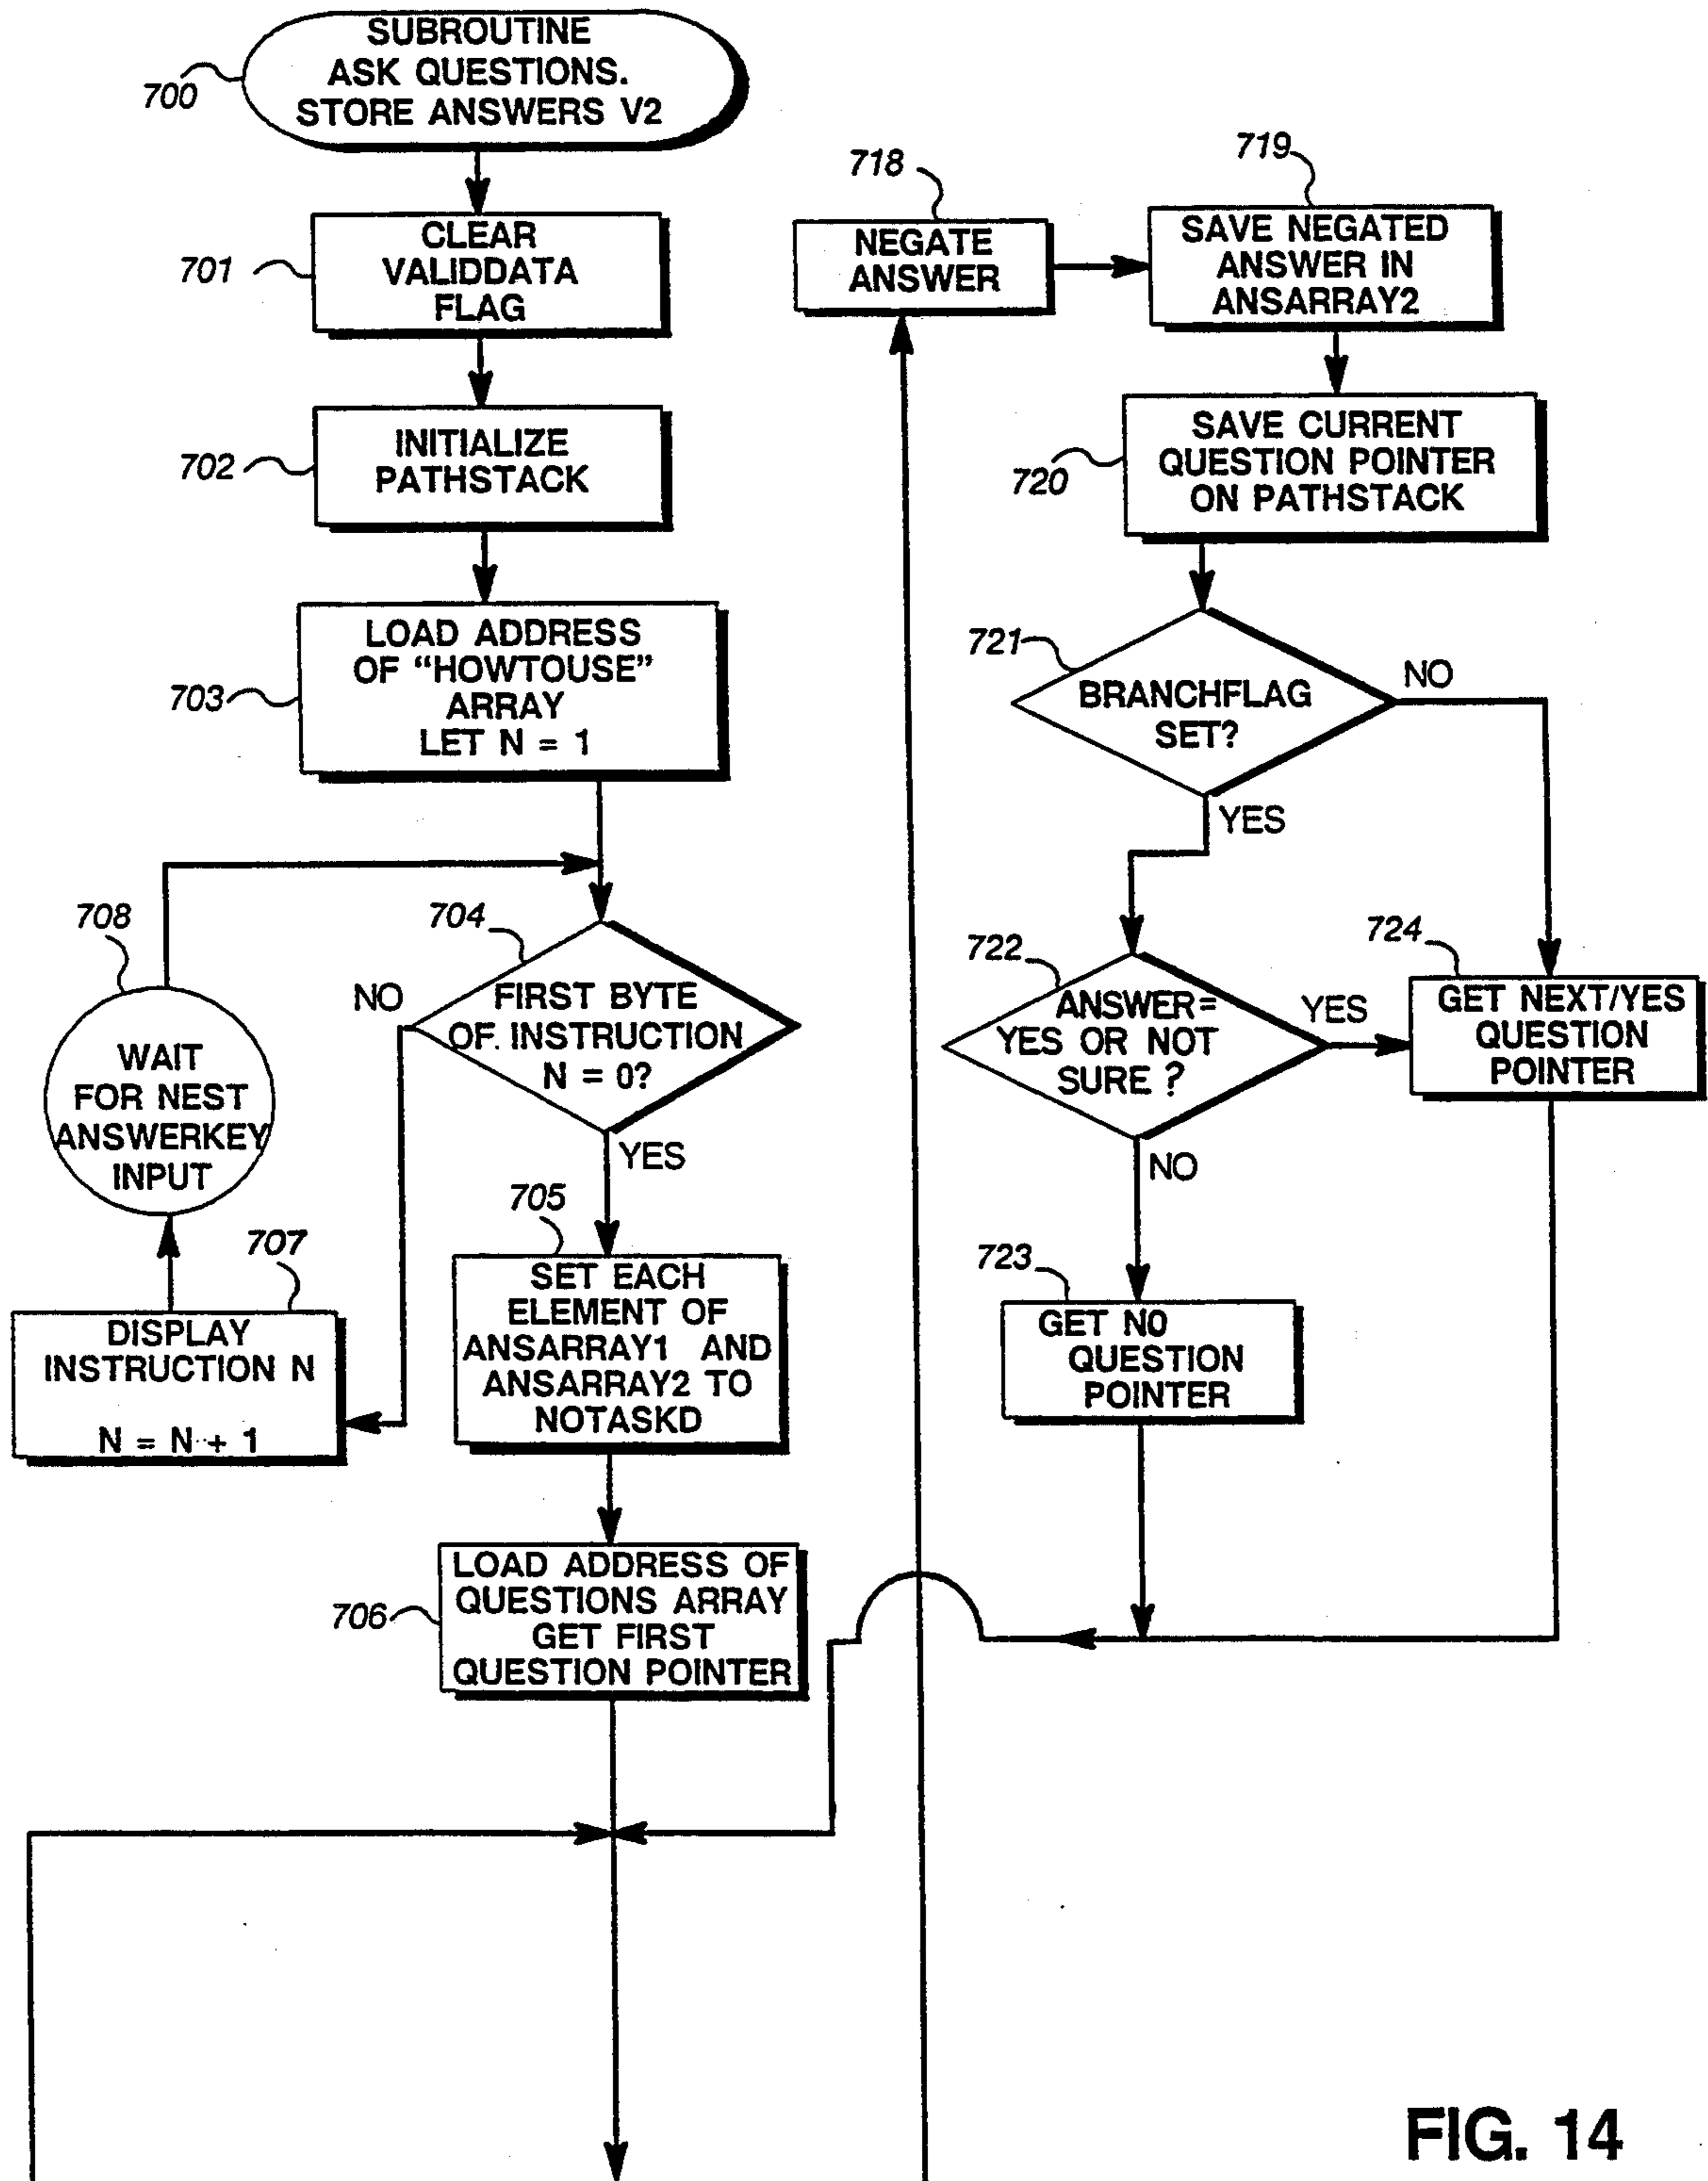 SUBROUTINE
ASK QUESTIONS.
STORE ANSWERS V2
700
CLEAR
VALIDDATA
FLAG
701
INITIALIZE
PATHSTACK
702
LOAD ADDRESS
OF “HOWTOUSE”
ARRAY
LET N = 1
703
704
FIRST BYTE
OF. INSTRUCTION
N = 0?
NO
YES
708
WAIT
FOR NEST
ANSWERKEY
INPUT
707
DISPLAY
INSTRUCTION N
N = N + 1
705
SET EACH
ELEMENT OF
ANSARRAY1 AND
ANSARRAY2 TO
NOTASKD
706
LOAD ADDRESS OF
QUESTIONS ARRAY
GET FIRST
QUESTION POINTER
718
NEGATE
ANSWER
719
SAVE NEGATED
ANSWER IN
ANSARRAY2
720
SAVE CURRENT
QUESTION POINTER
ON PATHSTACK
721
BRANCHFLAG
SET?
NO
YES
722
ANSWER=
YES OR NOT
SURE ?
YES
NO
724
GET NEXT/YES
QUESTION
POINTER
723
GET NO
QUESTION
POINTER
FIG. 14